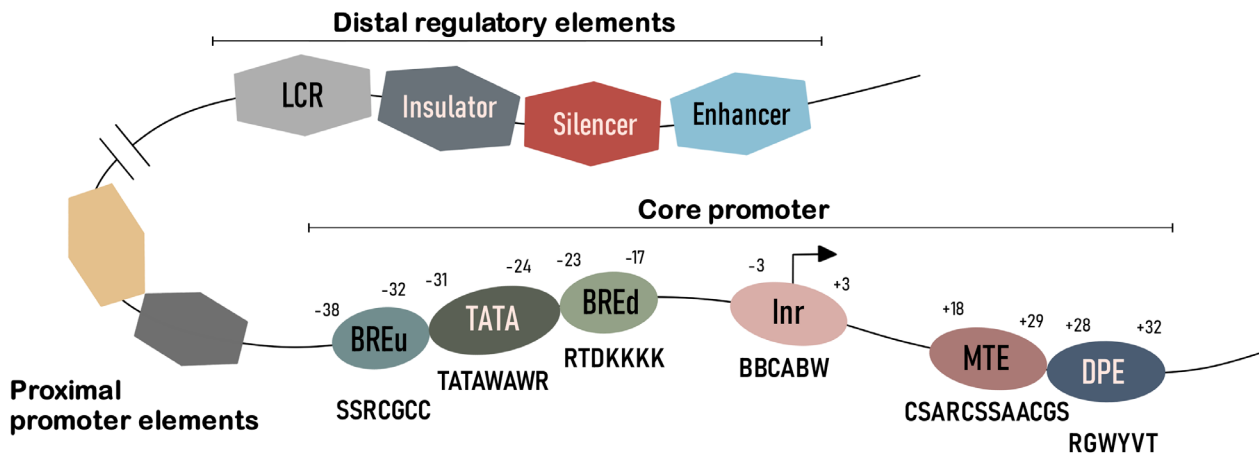 Distal regulatory elements
LCR
Insulator
Silencer
Enhancer
Core promoter
-38
-32
-31
-24
-23
-17
-3
+3
+18
+29
+28
+32
BREu
TATA
BREd
Inr
MTE
DPE
SSRCGCC
TATAWAWR
RTDKKKK
BBCABW
CSARCSSAACGS
RGWYVT
Proximal
promoter elements